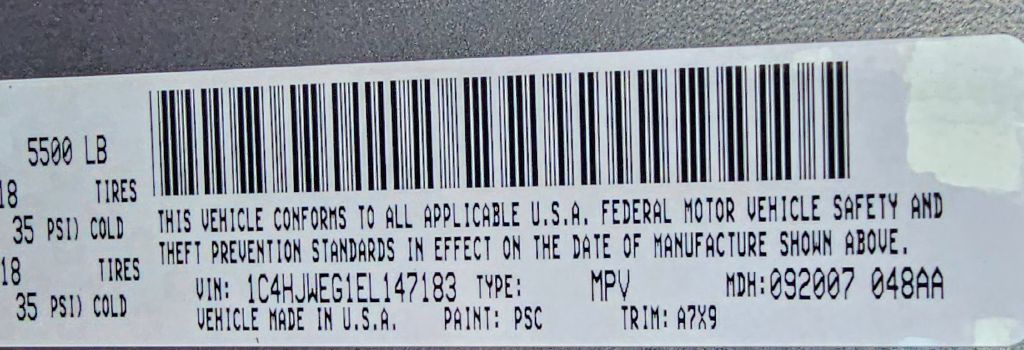 5500 LB
18 TIRES
35 PSI) COLD
18 TIRES
35 PSI) COLD
THIS VEHICLE CONFORMS TO ALL APPLICABLE U.S.A. FEDERAL MOTOR VEHICLE SAFETY AND
THEFT PREVENTION STANDARDS IN EFFECT ON THE DATE OF MANUFACTURE SHOWN ABOVE.
VIN: 1C4HJWEG1EL147183 TYPE: MPV MDH:092007 048AA
VEHICLE MADE IN U.S.A. PAINT: PSC TRIM: A7X9